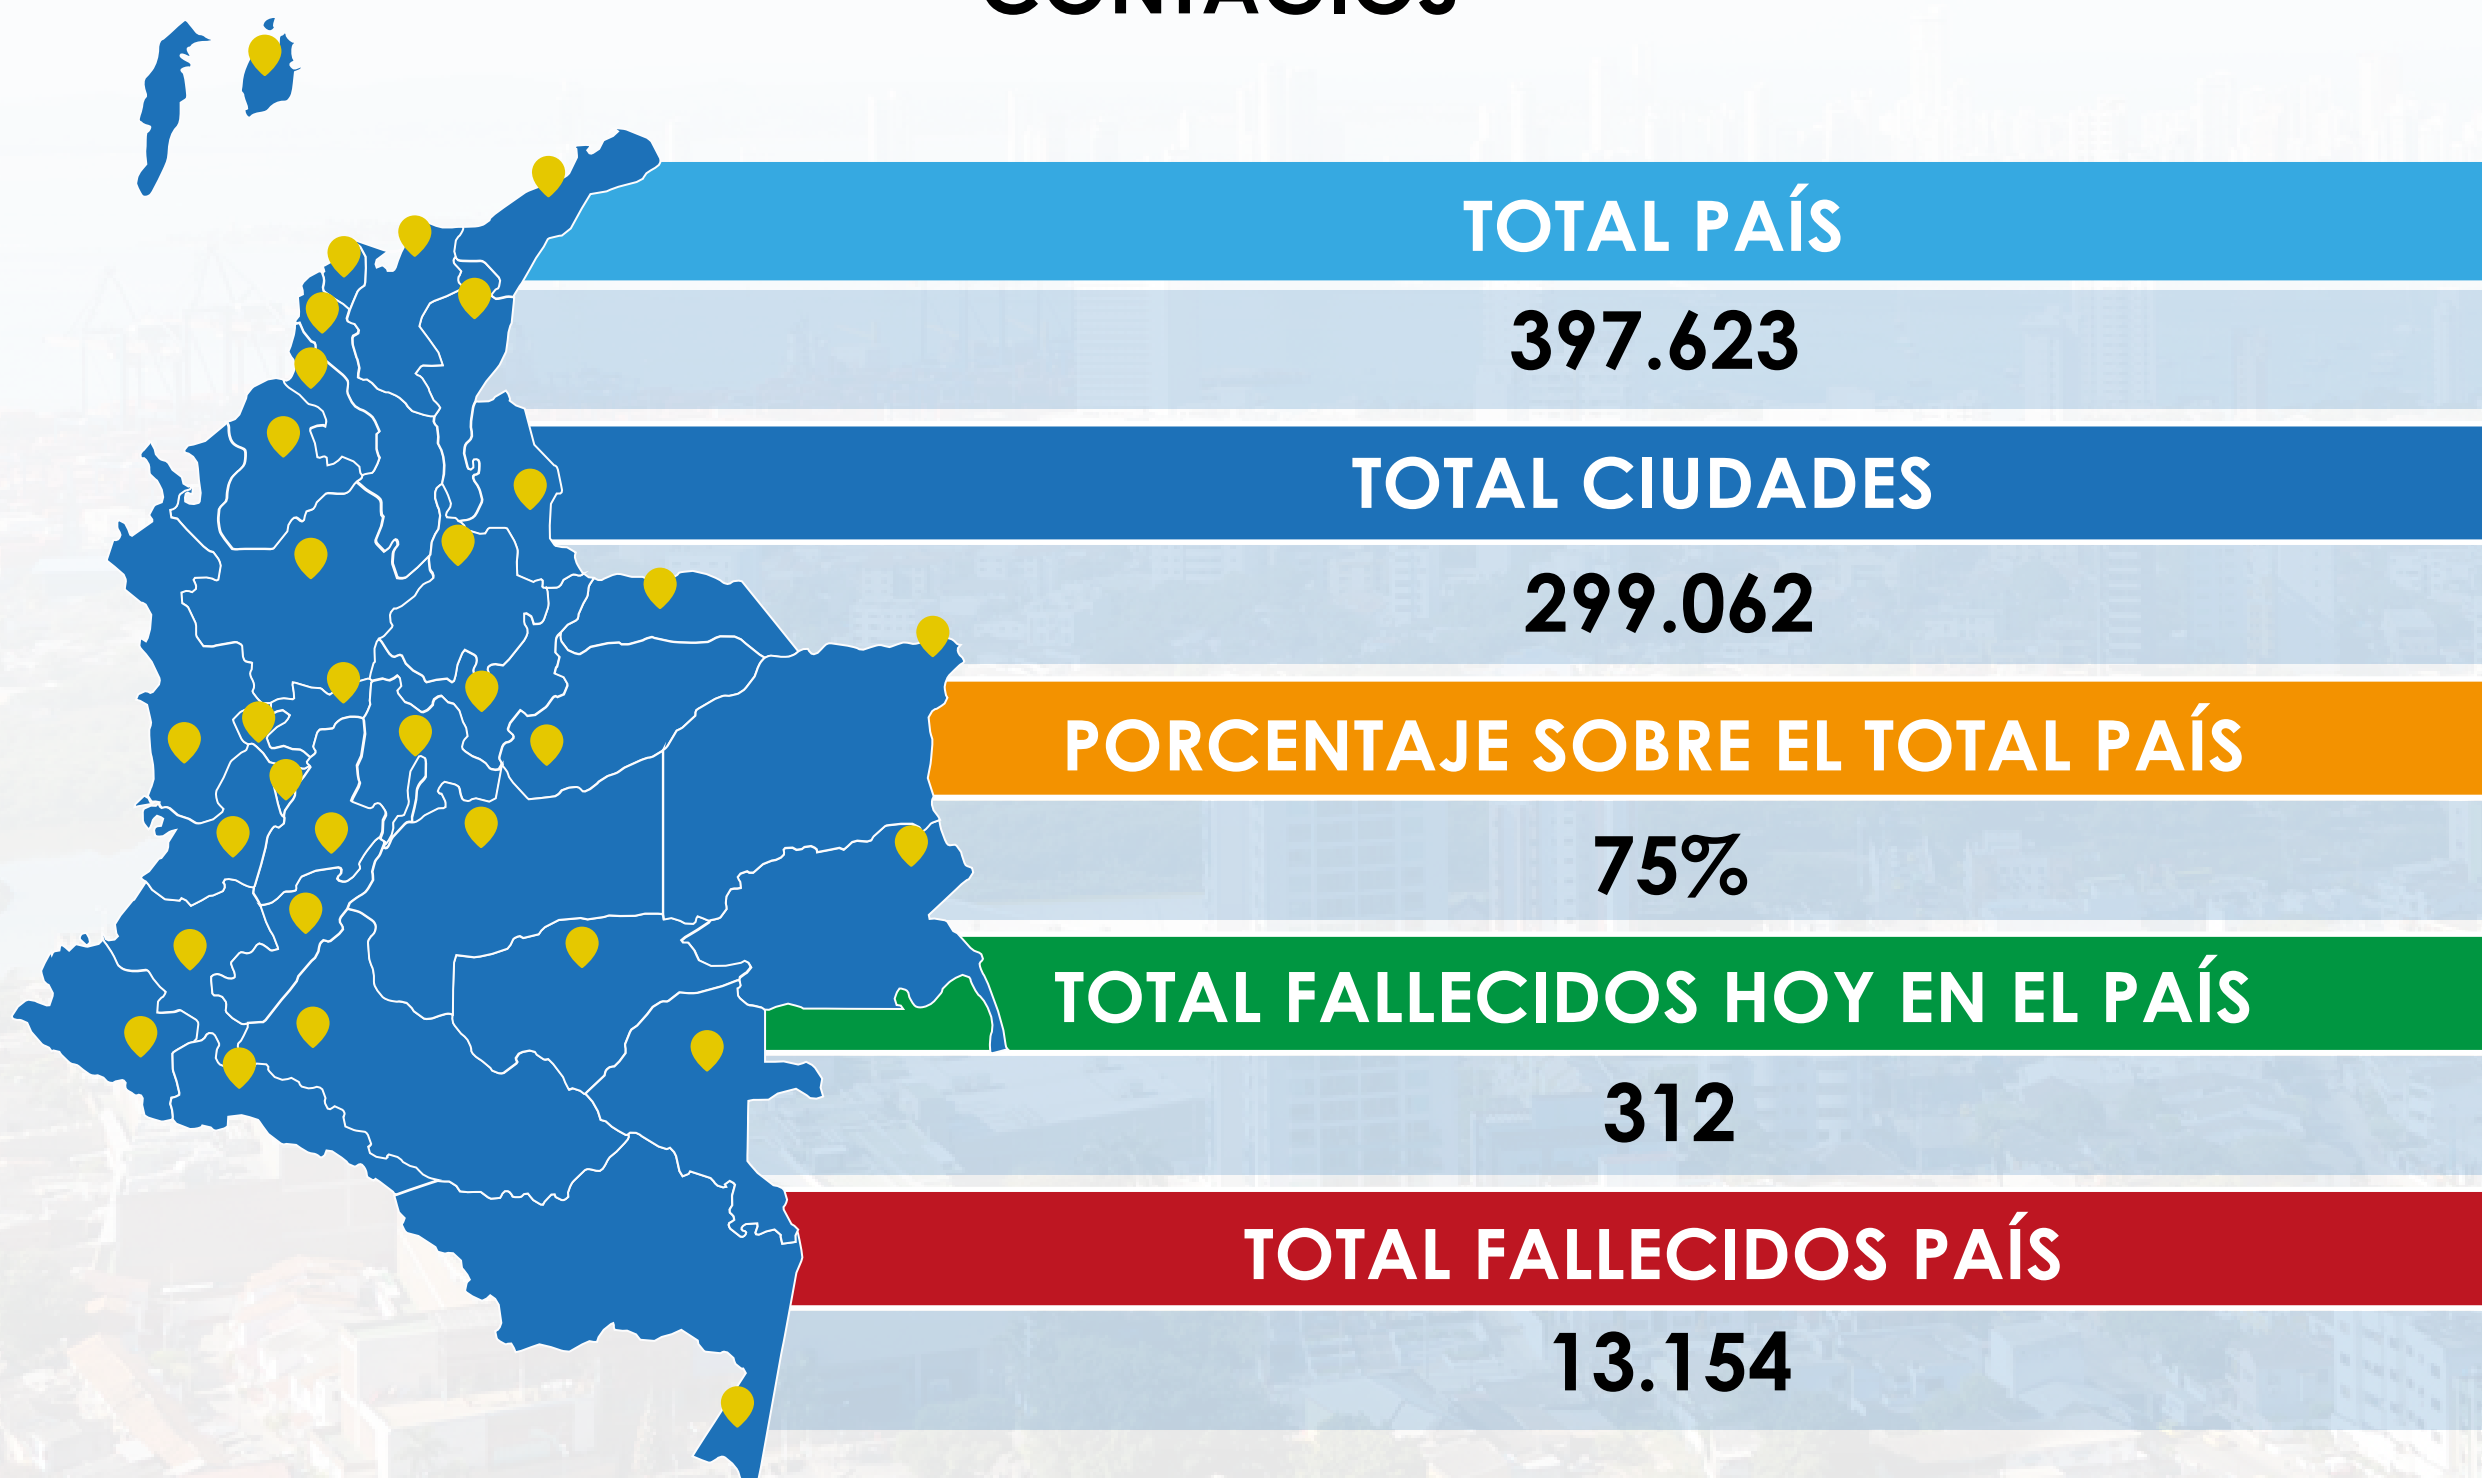 CONTAGIOS
TOTAL PAÍS
397.623
TOTAL CIUDADES
299.062
PORCENTAJE SOBRE EL TOTAL PAÍS
75%
TOTAL FALLECIDOS HOY EN EL PAÍS
312
TOTAL FALLECIDOS PAÍS
13.154